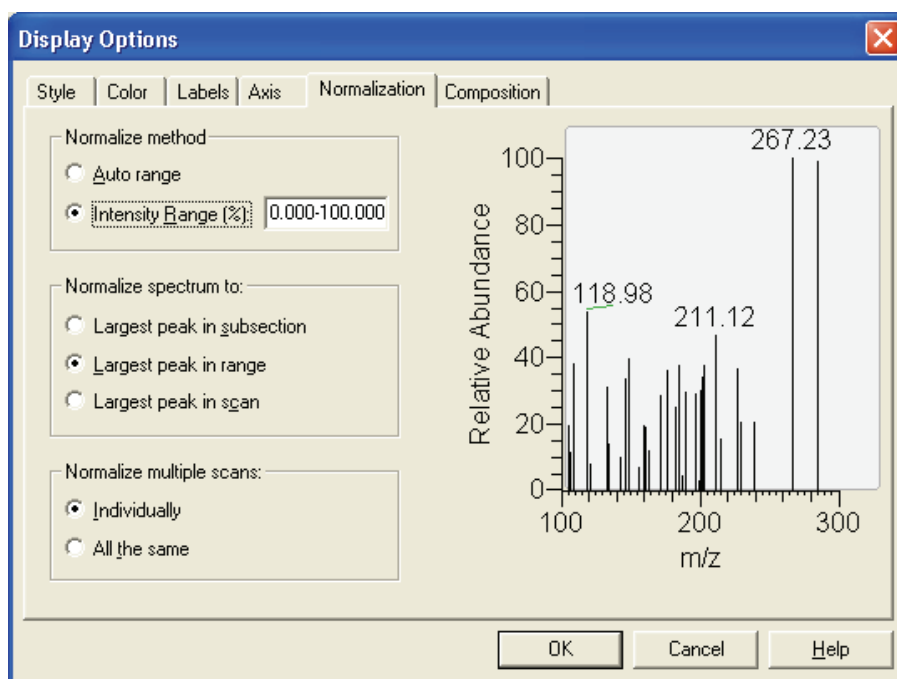 Display Options
Style
Color
Labels
Axis
Normalization
Composition
Normalize method
Auto range
Intensity Range (%):
0.000-100.000
Normalize spectrum to:
Largest peak in subsection
Largest peak in range
Largest peak in scan
Normalize multiple scans:
Individually
All the same
Relative Abundance
100
80
60
40
20
0
267.23
118.98
211.12
100
200
300
m/z
OK
Cancel
Help